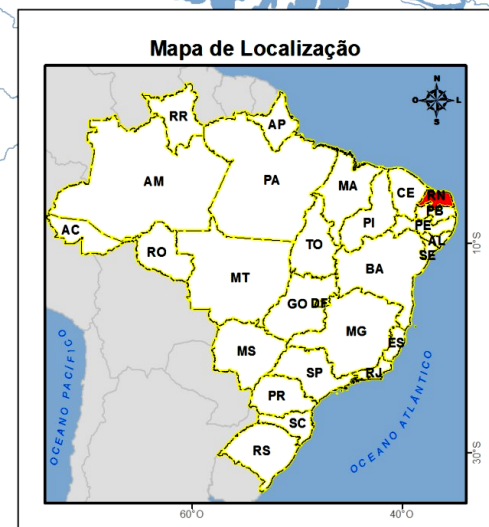 Mapa de Localização
N
O L
S
RR
AP
AM
PA
MA
CE
RN
PB
PI
PE
AC
TO
AL
SE
RO
BA
10°S
MT
GO DF
MG
MS
ES
SP
RJ
PR
SC
RS
OCEANO PACÍFICO
OCEANO ATLÂNTICO
30°S
60°O
40°O